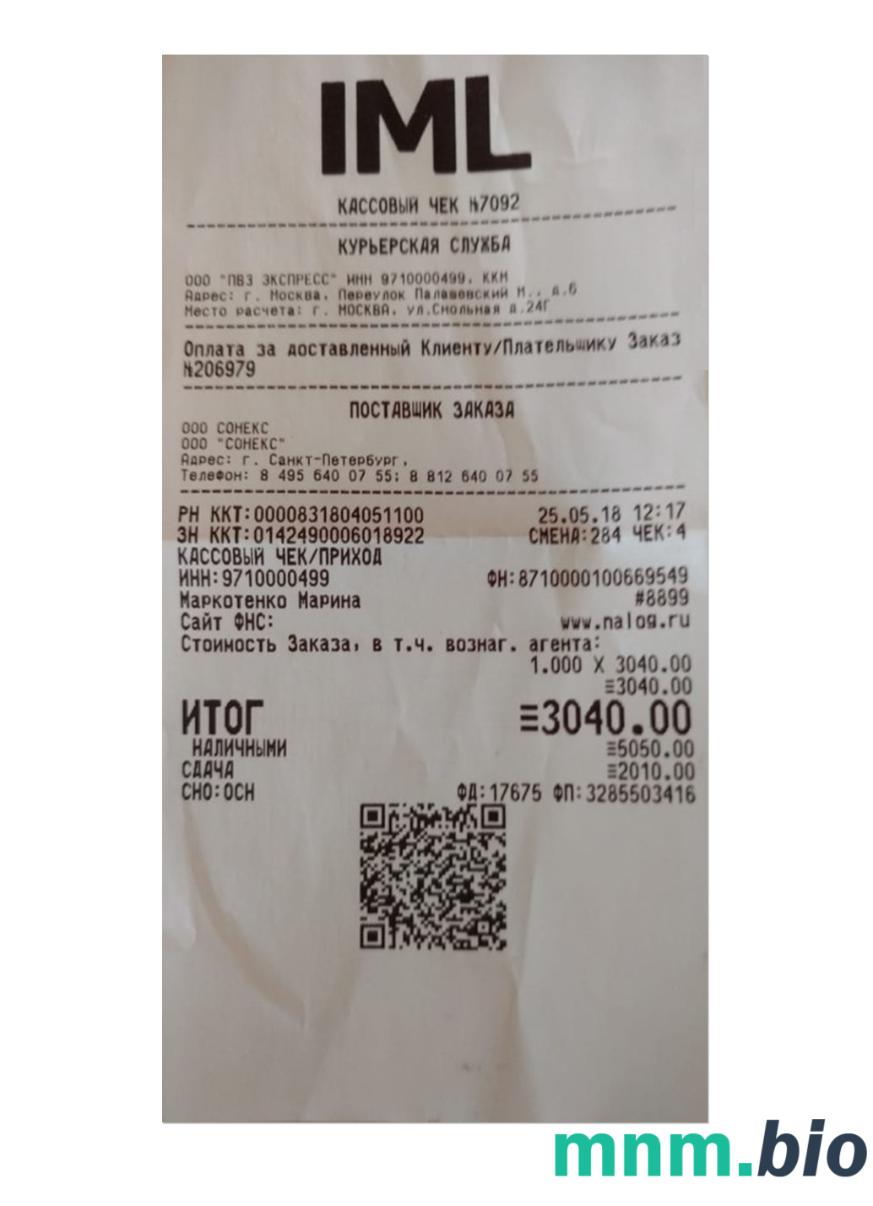 IML
КАССОВЫЙ ЧЕК №7092
КУРЬЕРСКАЯ СЛУЖБА
ООО "ПВЗ ЭКСПРЕСС" ИНН 9710000499, ККМ
Адрес: г. Москва, Переулок Палашевский М., д.6
Место расчета: г. МОСКВА, ул.Смольная д.24Г
Оплата за доставленный Клиенту/Плательщику Заказ
№206979
ПОСТАВЩИК ЗАКАЗА
ООО СОНЕКС
ООО "СОНЕКС"
Адрес: г. Санкт-Петербург,
Телефон: 8 495 640 07 55; 8 812 640 07 55
РН ККТ:0000831804051100 25.05.18 12:17
ЗН ККТ:0142490006018922 СМЕНА:284 ЧЕК:4
КАССОВЫЙ ЧЕК/ПРИХОД
ИНН:9710000499 ФН:8710000100669549
Маркотенко Марина #8899
Сайт ФНС: www.nalog.ru
Стоимость Заказа, в т.ч. вознаг. агента:
1.000 X 3040.00
≡3040.00
ИТОГ ≡3040.00
НАЛИЧНЫМИ ≡5050.00
СДАЧА ≡2010.00
СНО:ОСН ФД:17675 ФП:3285503416
mnm.bio